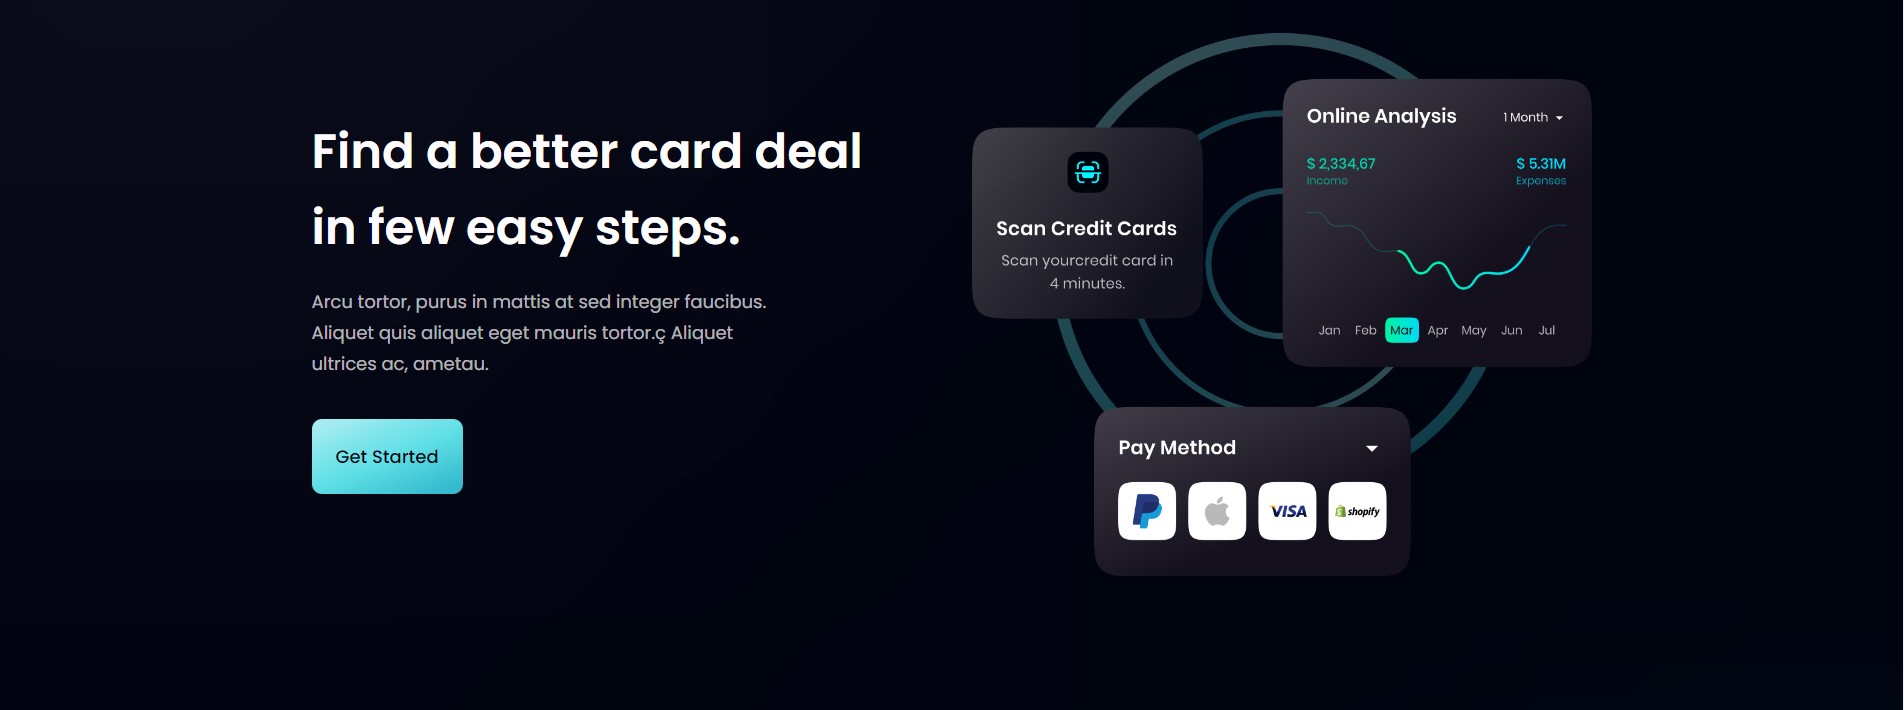 Find a better card deal
in few easy steps.
Arcu tortor, purus in mattis at sed integer faucibus.
Aliquet quis aliquet eget mauris tortor.ç Aliquet
ultrices ac, ametau.
Get Started
Scan Credit Cards
Scan yourcredit card in
4 minutes.
Online Analysis
1 Month
$ 2,334,67
$ 5.31M
Income
Expenses
Jan Feb Mar Apr May Jun Jul
Pay Method
VISA
shopify